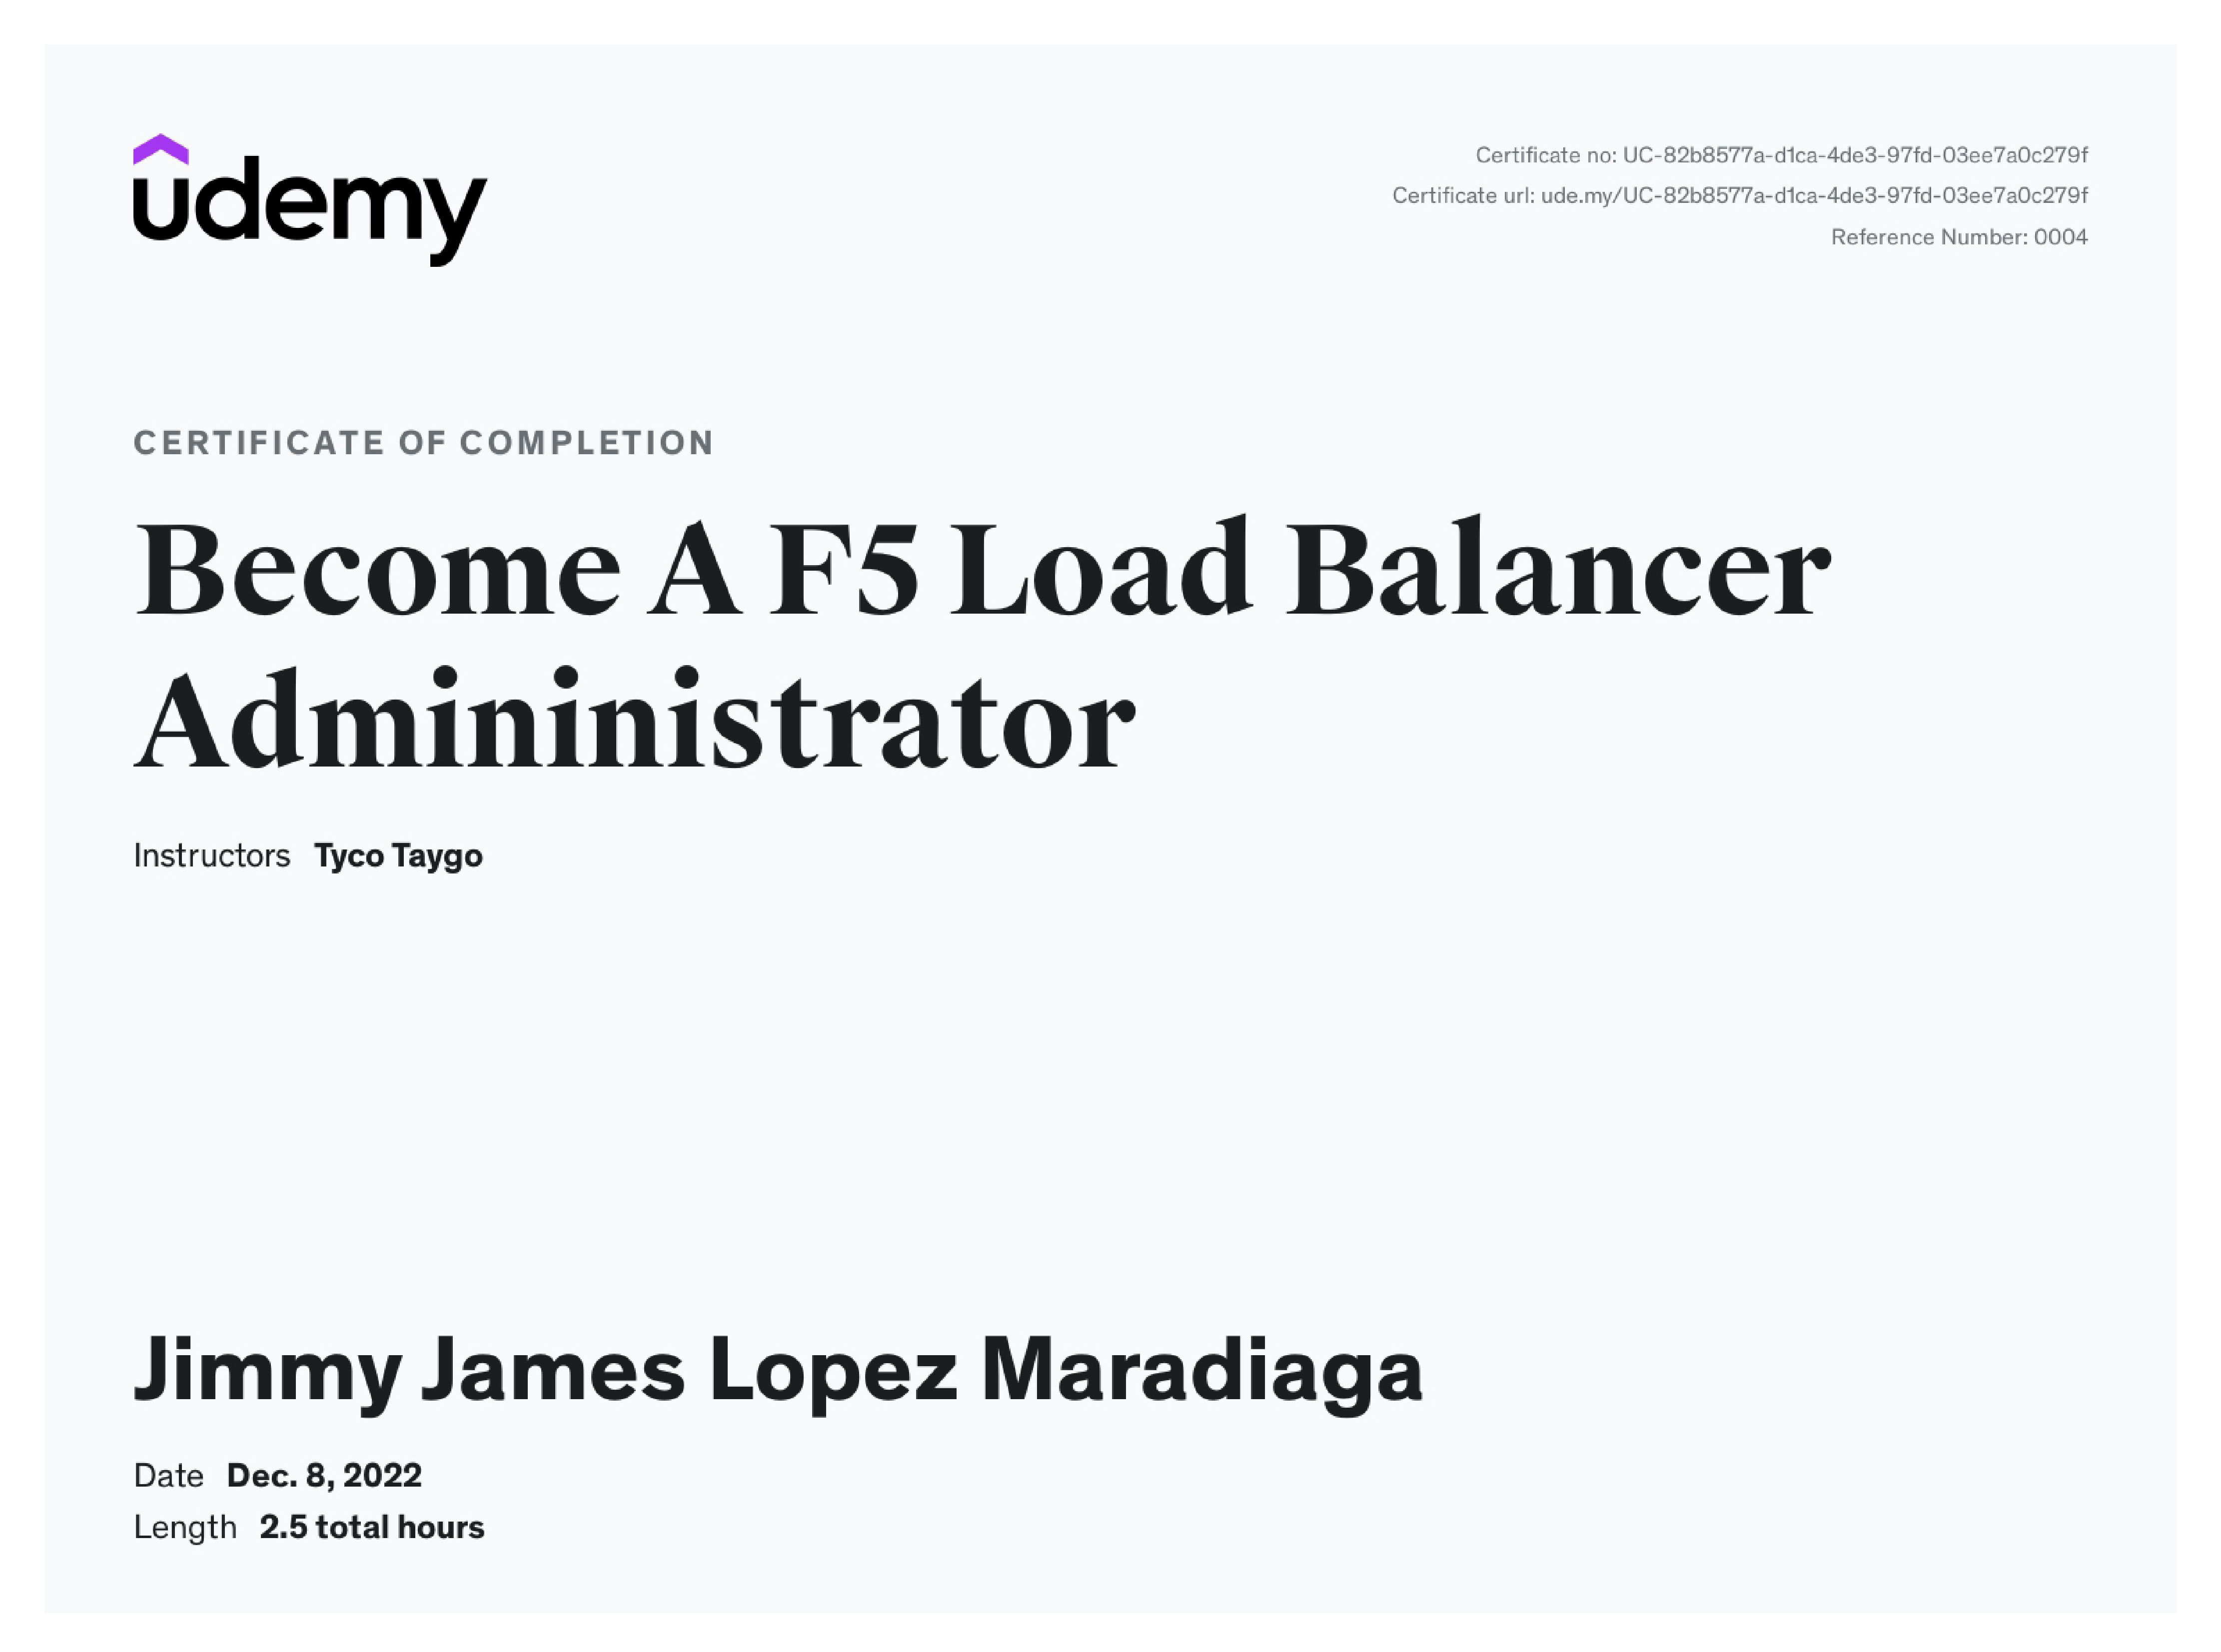 udemy
Certificate no: UC-82b8577a-d1ca-4de3-97fd-03ee7a0c279f
Certificate url: ude.my/UC-82b8577a-d1ca-4de3-97fd-03ee7a0c279f
Reference Number: 0004
CERTIFICATE OF COMPLETION
Become A F5 Load Balancer
Admininistrator
Instructors Tyco Taygo
Jimmy James Lopez Maradiaga
Date Dec. 8, 2022
Length 2.5 total hours